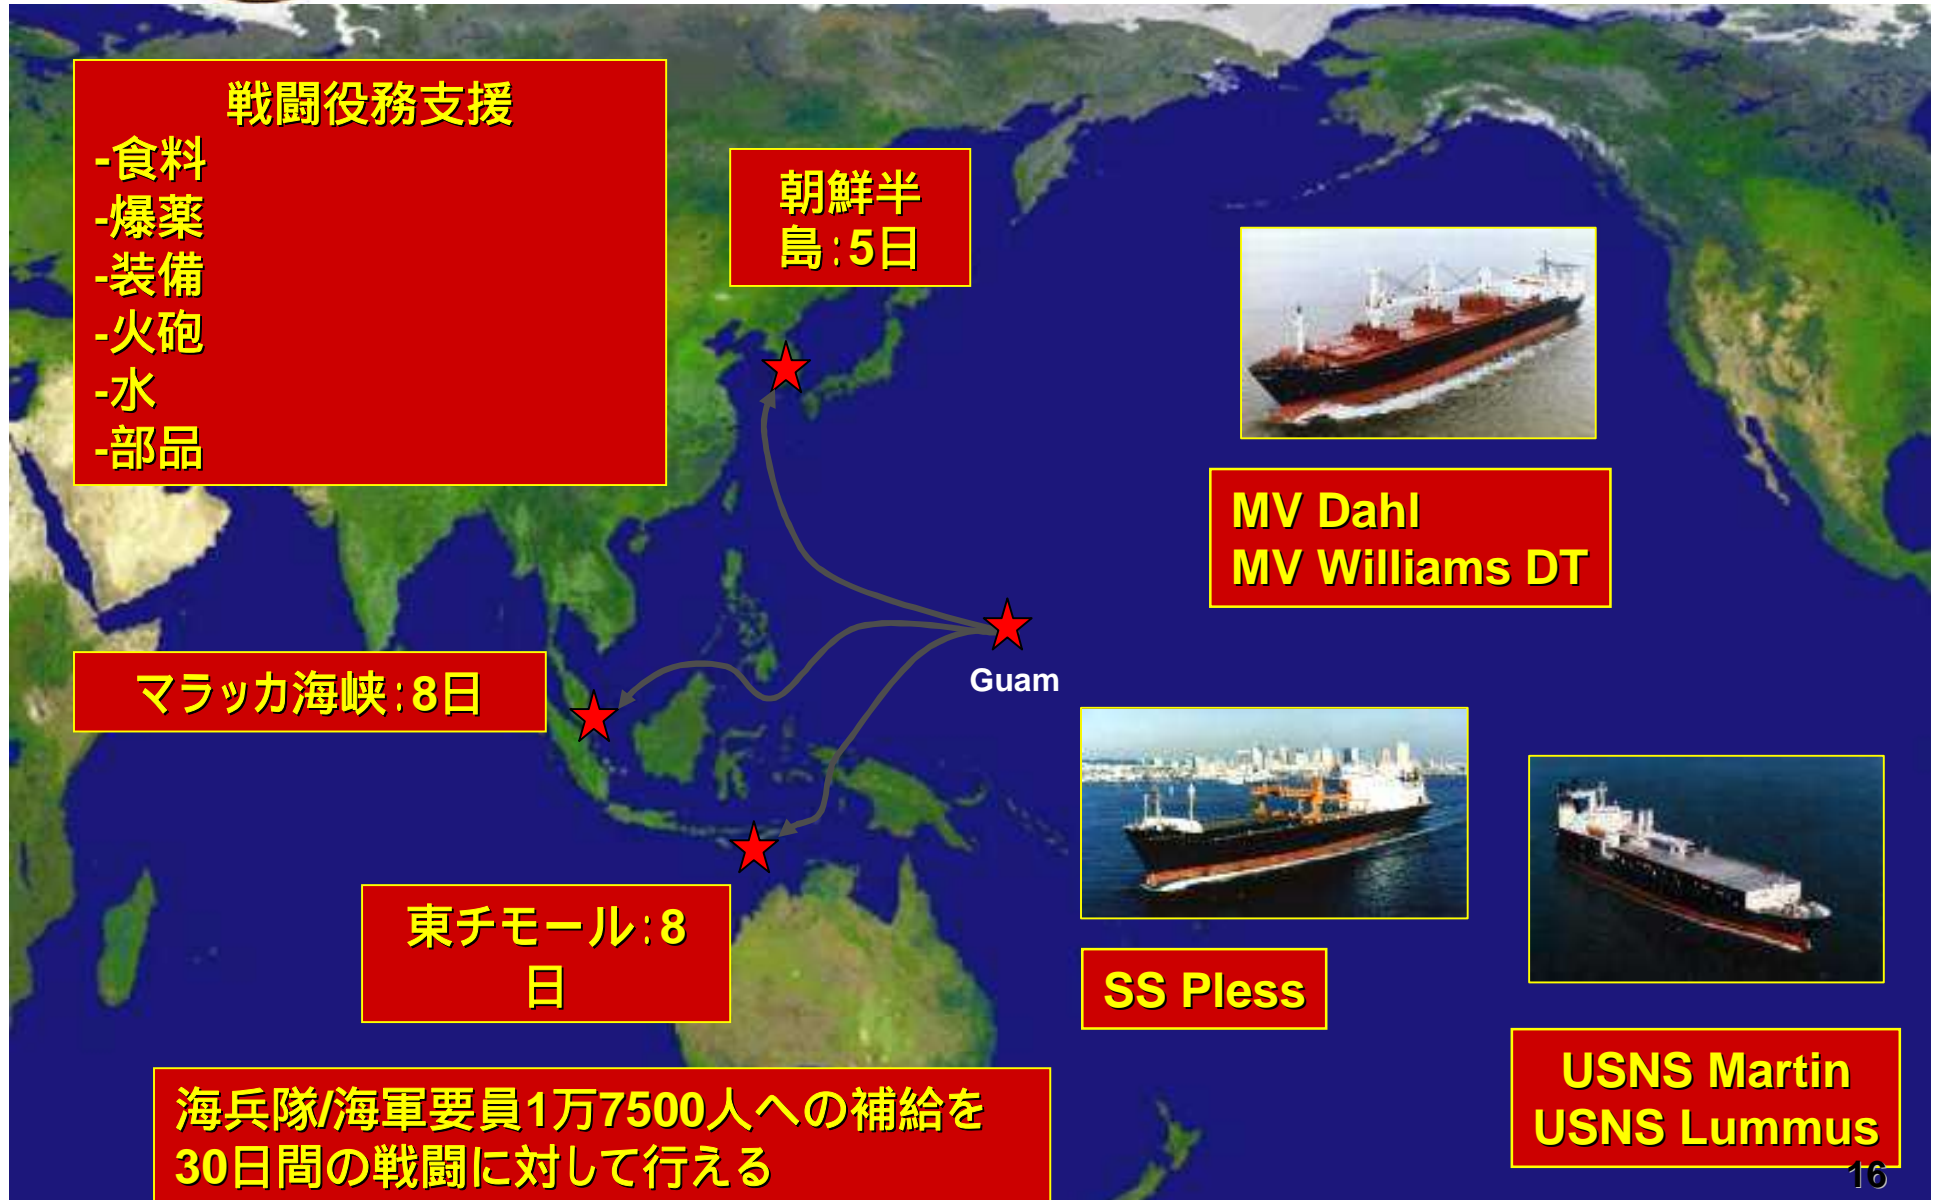 戦闘役務支援
-食料
-爆薬
-装備
-火砲
-水
-部品
朝鮮半
島:5日
MV Dahl
MV Williams DT
Guam
マラッカ海峡:8日
東チモール:8
日
SS Pless
USNS Martin
USNS Lummus
海兵隊/海軍要員1万7500人への補給を
30日間の戦闘に対して行える
16